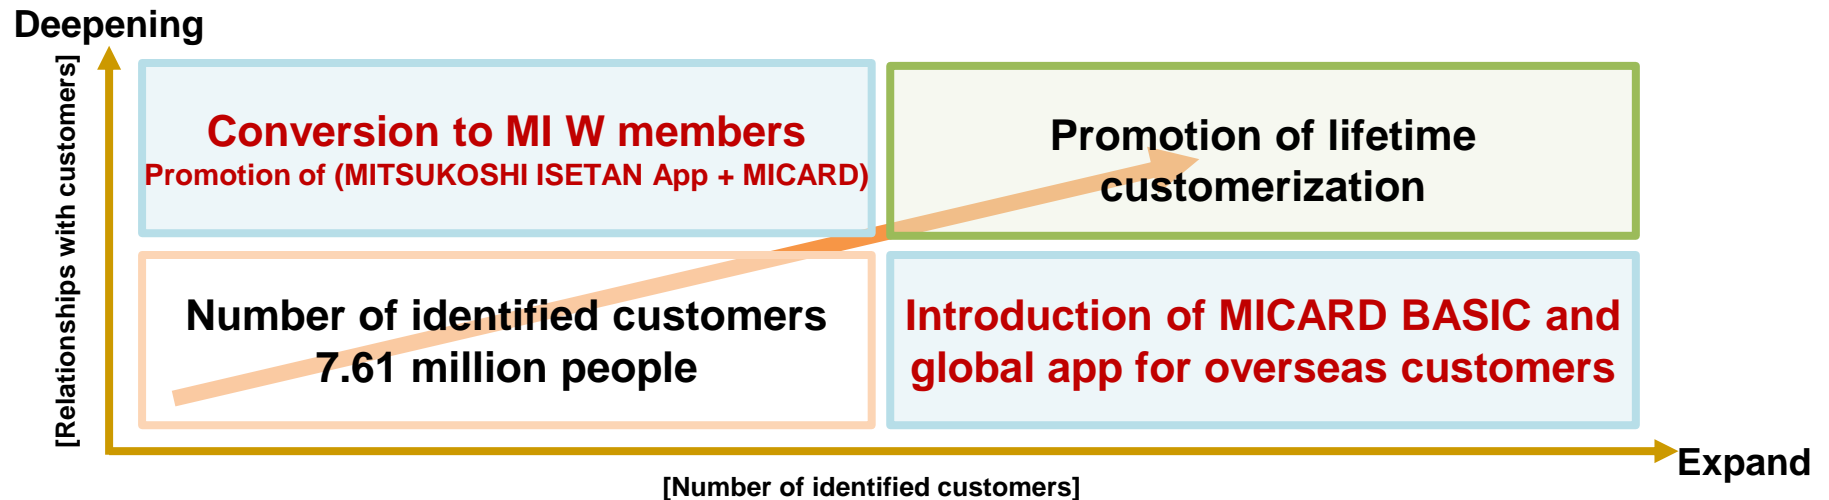 Deepening
[Relationships with customers]
Conversion to MI W members
Promotion of (MITSUKOSHI ISETAN App + MICARD)
Promotion of lifetime
customerization
Number of identified customers
7.61 million people
Introduction of MICARD BASIC and
global app for overseas customers
Expand
[Number of identified customers]